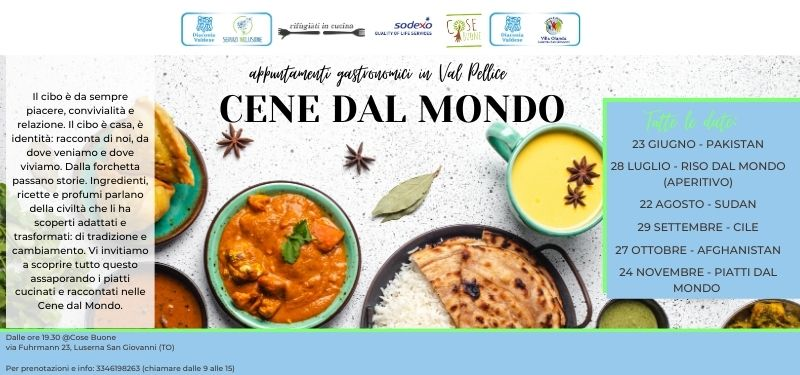 Diaconia
Valdese
SERVIZI INCLUSIONE
rifugiati in cucina
sodexo
QUALITY OF LIFE SERVICES
COSE
BUONE
Diaconia
Valdese
Villa Olanda
appuntamenti gastronomici in Val Pellice
CENE DAL MONDO
Il cibo è da sempre
piacere, convivialità e
relazione. Il cibo è casa, è
identità: racconta di noi, da
dove veniamo e dove
viviamo. Dalla forchetta
passano storie. Ingredienti,
ricette e profumi parlano
della civiltà che li ha
scoperti adattati e
trasformati: di tradizione e
cambiamento. Vi invitiamo
a scoprire tutto questo
assaporando i piatti
cucinati e raccontati nelle
Cene dal Mondo.
Tutte le date:
23 GIUGNO - PAKISTAN
28 LUGLIO - RISO DAL MONDO
(APERITIVO)
22 AGOSTO - SUDAN
29 SETTEMBRE - CILE
27 OTTOBRE - AFGHANISTAN
24 NOVEMBRE - PIATTI DAL
MONDO
Dalle ore 19.30 @Cose Buone
via Fuhrmann 23, Luserna San Giovanni (TO)
Per prenotazioni e info: 3346198263 (chiamare dalle 9 alle 15)